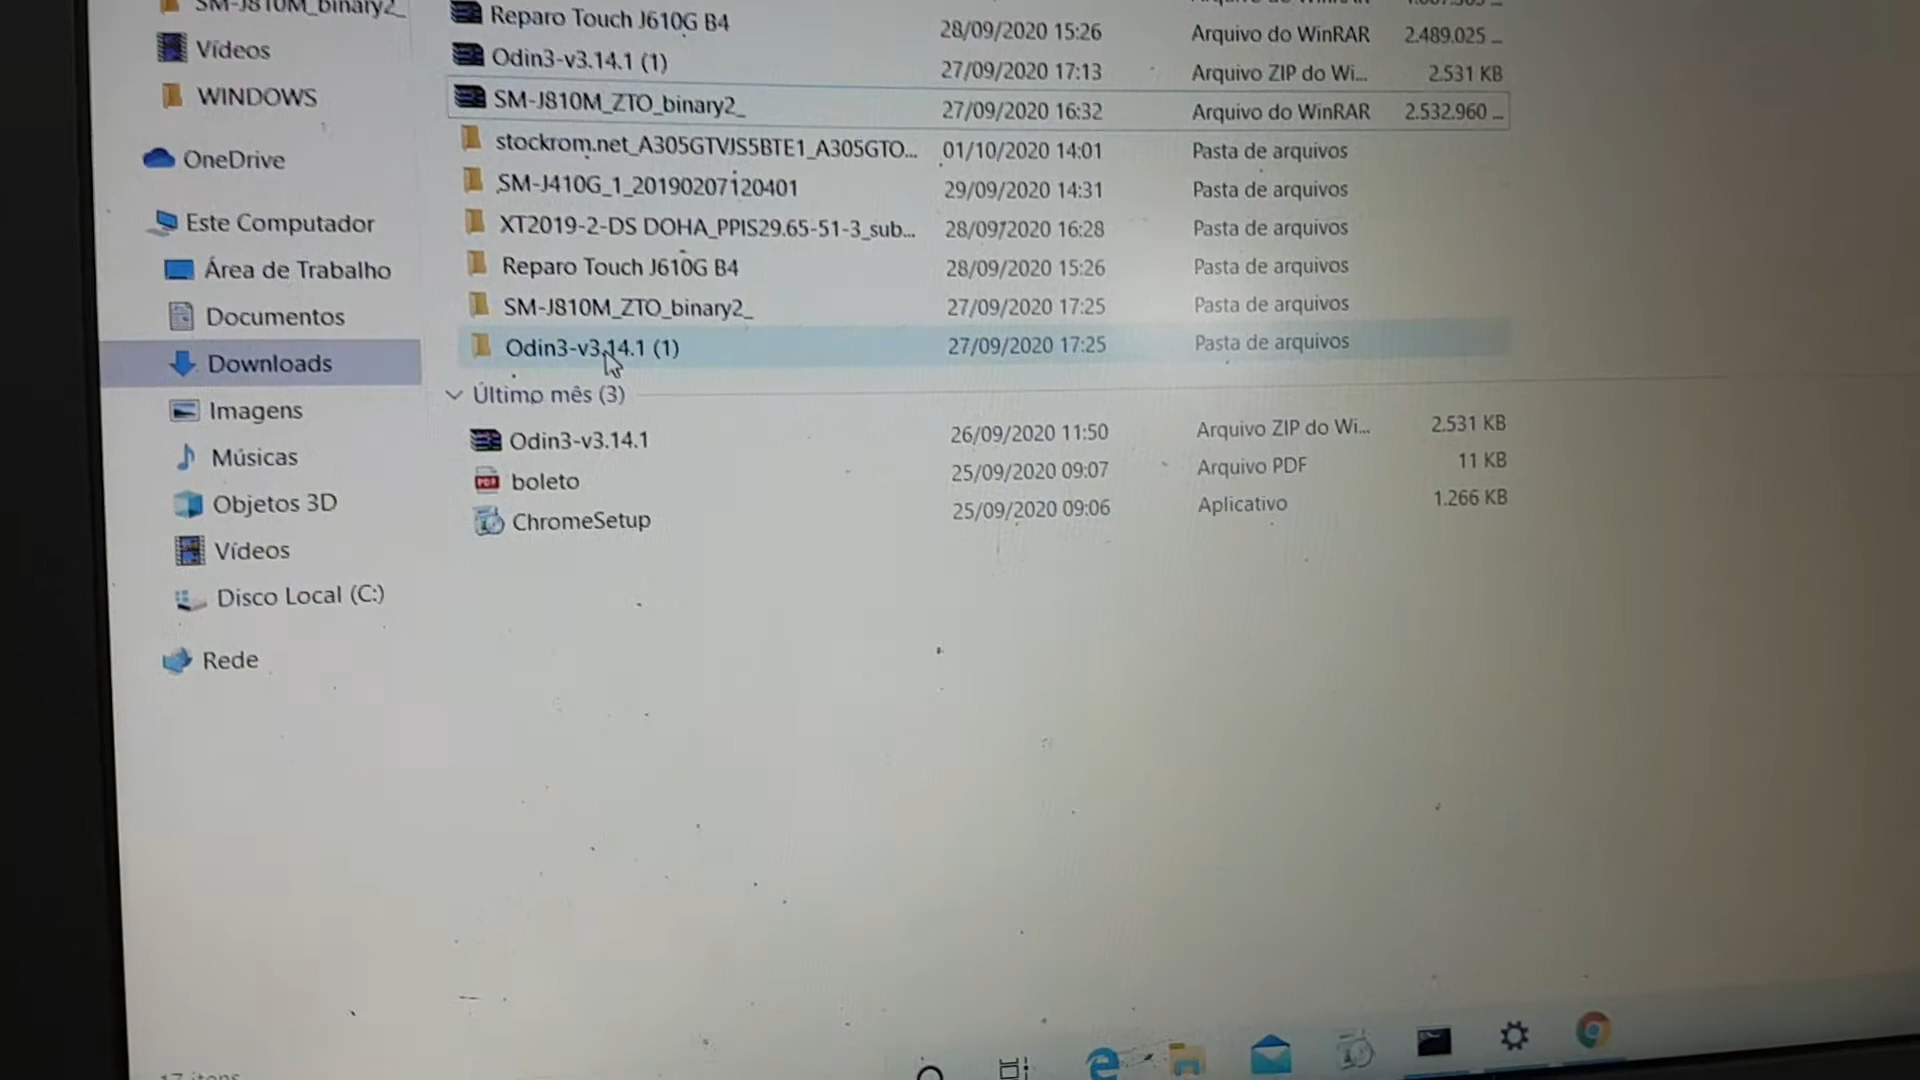 SM-J810M_binary2_
Vídeos
WINDOWS
OneDrive
Este Computador
Área de Trabalho
Documentos
Downloads
Imagens
Músicas
Objetos 3D
Vídeos
Disco Local (C:)
Rede
Reparo Touch J610G B4 28/09/2020 15:26 Arquivo do WinRAR 2.489.025 ...
Odin3-v3.14.1 (1) 27/09/2020 17:13 Arquivo ZIP do Wi... 2.531 KB
SM-J810M_ZTO_binary2_ 27/09/2020 16:32 Arquivo do WinRAR 2.532.960 ...
stockrom.net_A305GTVJS5BTE1_A305GTO... 01/10/2020 14:01 Pasta de arquivos
SM-J410G_1_20190207120401 29/09/2020 14:31 Pasta de arquivos
XT2019-2-DS DOHA_PPIS29.65-51-3_sub... 28/09/2020 16:28 Pasta de arquivos
Reparo Touch J610G B4 28/09/2020 15:26 Pasta de arquivos
SM-J810M_ZTO_binary2_ 27/09/2020 17:25 Pasta de arquivos
Odin3-v3.14.1 (1) 27/09/2020 17:25 Pasta de arquivos
Último mês (3)
Odin3-v3.14.1 26/09/2020 11:50 Arquivo ZIP do Wi... 2.531 KB
boleto 25/09/2020 09:07 Arquivo PDF 11 KB
ChromeSetup 25/09/2020 09:06 Aplicativo 1.266 KB